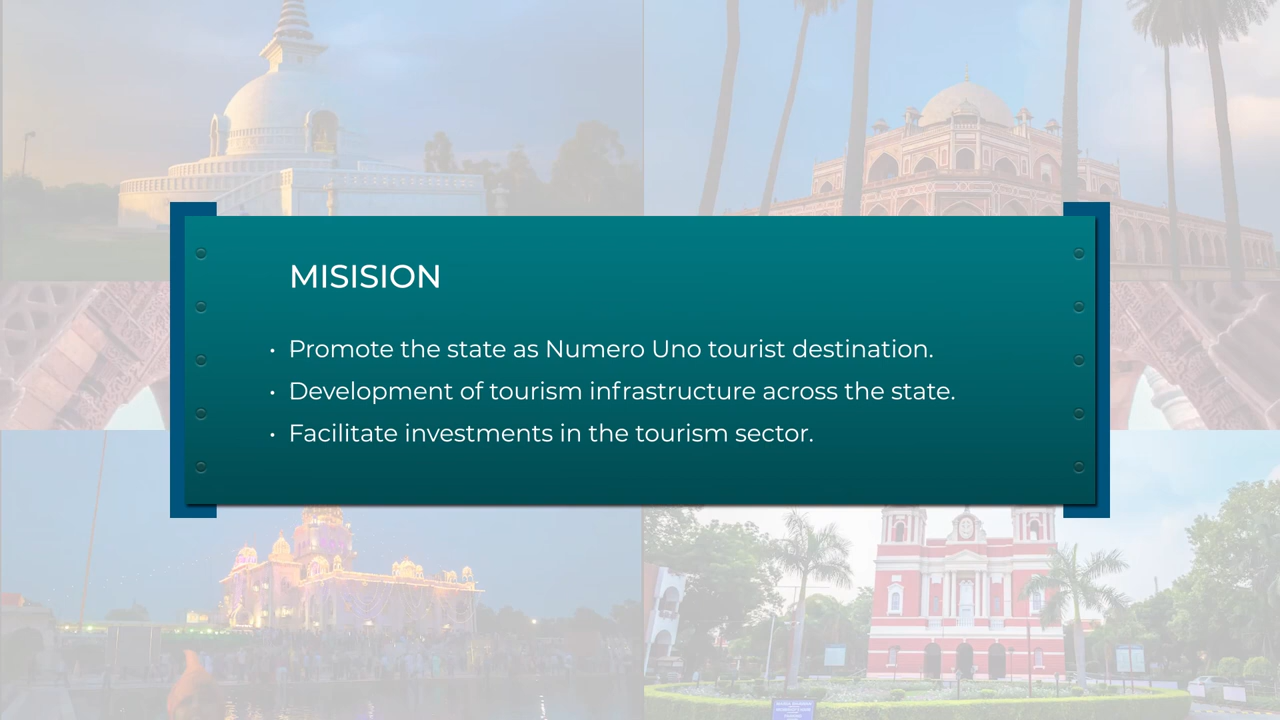 MISISION
• Promote the state as Numero Uno tourist destination.
• Development of tourism infrastructure across the state.
• Facilitate investments in the tourism sector.